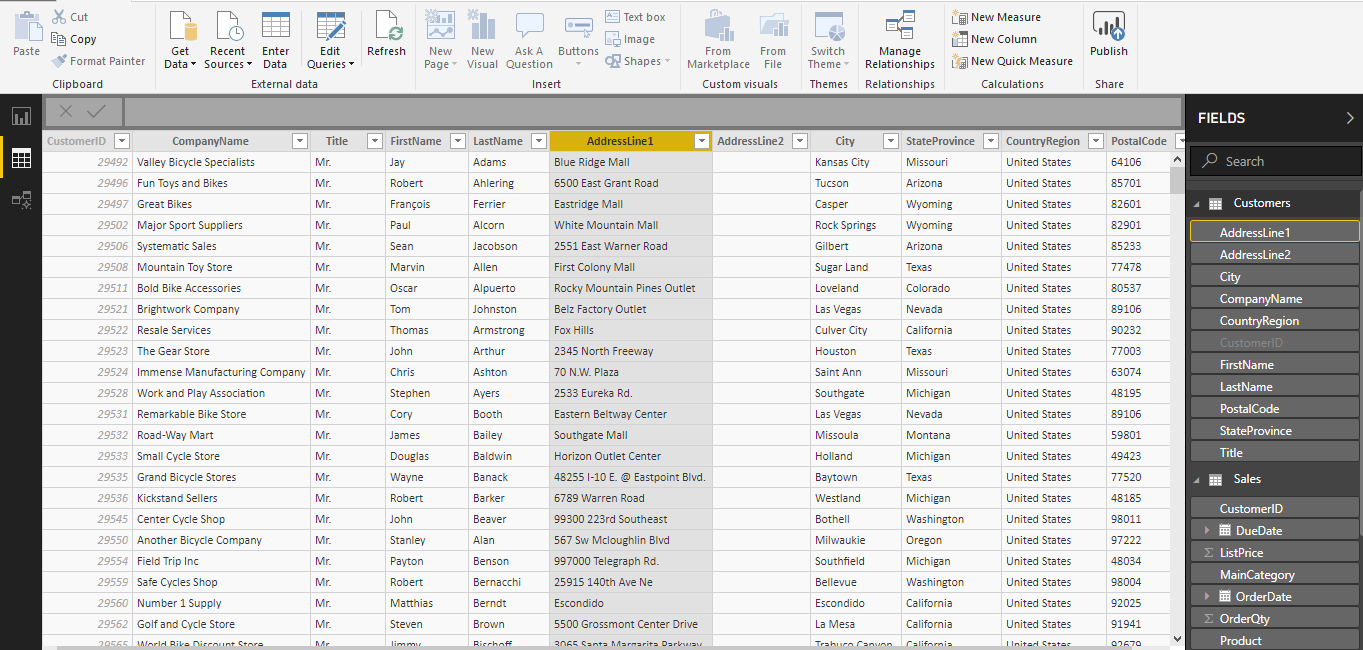 Paste Cut Copy Format Painter
Clipboard
Get Data Recent Sources Enter Data Edit Queries
External data
Refresh
New Page New Visual Ask A Question Buttons Text box Image Shapes
Insert
From Marketplace From File
Custom visuals
Switch Theme
Themes
Manage Relationships
Relationships
New Measure New Column New Quick Measure
Calculations
Publish
Share
CustomerID CompanyName Title FirstName LastName AddressLine1 AddressLine2 City StateProvince CountryRegion PostalCode
29492 Valley Bicycle Specialists Mr. Jay Adams Blue Ridge Mall Kansas City Missouri United States 64106
29496 Fun Toys and Bikes Mr. Robert Ahlering 6500 East Grant Road Tucson Arizona United States 85701
29497 Great Bikes Mr. François Ferrier Eastridge Mall Casper Wyoming United States 82601
29502 Major Sport Suppliers Mr. Paul Alcorn White Mountain Mall Rock Springs Wyoming United States 82901
29506 Systematic Sales Mr. Sean Jacobson 2551 East Warner Road Gilbert Arizona United States 85233
29508 Mountain Toy Store Mr. Marvin Allen First Colony Mall Sugar Land Texas United States 77478
29511 Bold Bike Accessories Mr. Oscar Alpuerto Rocky Mountain Pines Outlet Loveland Colorado United States 80537
29521 Brightwork Company Mr. Tom Johnston Belz Factory Outlet Las Vegas Nevada United States 89106
29522 Resale Services Mr. Thomas Armstrong Fox Hills Culver City California United States 90232
29523 The Gear Store Mr. John Arthur 2345 North Freeway Houston Texas United States 77003
29524 Immense Manufacturing Company Mr. Chris Ashton 70 N.W. Plaza Saint Ann Missouri United States 63074
29528 Work and Play Association Mr. Stephen Ayers 2533 Eureka Rd. Southgate Michigan United States 48195
29531 Remarkable Bike Store Mr. Cory Booth Eastern Beltway Center Las Vegas Nevada United States 89106
29532 Road-Way Mart Mr. James Bailey Southgate Mall Missoula Montana United States 59801
29533 Small Cycle Store Mr. Douglas Baldwin Horizon Outlet Center Holland Michigan United States 49423
29535 Grand Bicycle Stores Mr. Wayne Banack 48255 I-10 E. @ Eastpoint Blvd. Baytown Texas United States 77520
29536 Kickstand Sellers Mr. Robert Barker 6789 Warren Road Westland Michigan United States 48185
29545 Center Cycle Shop Mr. John Beaver 99300 223rd Southeast Bothell Washington United States 98011
29550 Another Bicycle Company Mr. Stanley Alan 567 Sw Mcloughlin Blvd Milwaukie Oregon United States 97222
29554 Field Trip Inc Mr. Payton Benson 997000 Telegraph Rd. Southfield Michigan United States 48034
29559 Safe Cycles Shop Mr. Robert Bernacchi 25915 140th Ave Ne Bellevue Washington United States 98004
29560 Number 1 Supply Mr. Matthias Berndt Escondido Escondido California United States 92025
29562 Golf and Cycle Store Mr. Steven Brown 5500 Grossmont Center Drive La Mesa California United States 91941
29565 World Bike Discount Store Mr. Jimmy Bischoff 3065 Santa Margarita Parkway Trabuco Canyon California United States 92679
FIELDS
Search
Customers
AddressLine1
AddressLine2
City
CompanyName
CountryRegion
CustomerID
FirstName
LastName
PostalCode
StateProvince
Title
Sales
CustomerID
DueDate
ListPrice
MainCategory
OrderDate
OrderQty
Product